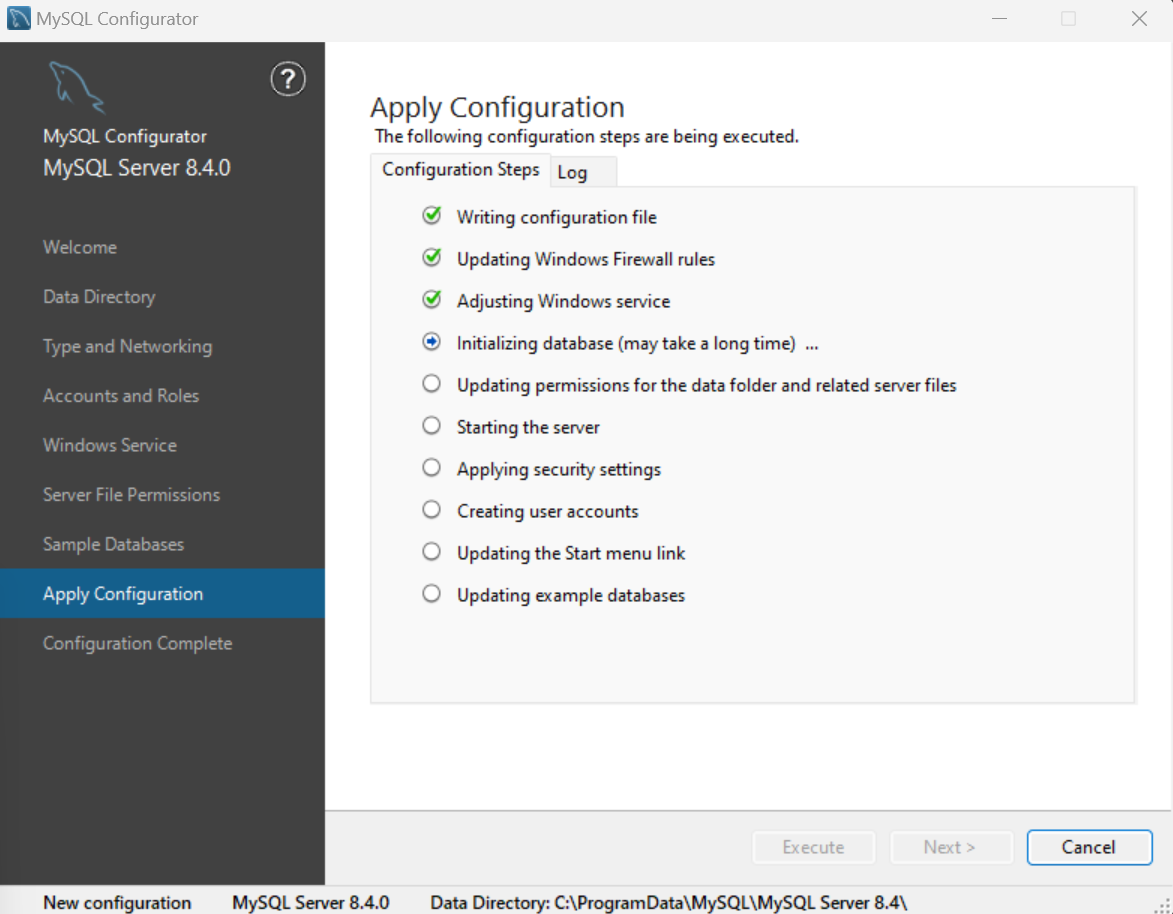 MySQL Configurator
?
MySQL Configurator
MySQL Server 8.4.0
Welcome
Data Directory
Type and Networking
Accounts and Roles
Windows Service
Server File Permissions
Sample Databases
Apply Configuration
Configuration Complete
Apply Configuration
The following configuration steps are being executed.
Configuration Steps Log
Writing configuration file
Updating Windows Firewall rules
Adjusting Windows service
Initializing database (may take a long time) ...
Updating permissions for the data folder and related server files
Starting the server
Applying security settings
Creating user accounts
Updating the Start menu link
Updating example databases
Execute Next > Cancel
New configuration MySQL Server 8.4.0 Data Directory: C:\ProgramData\MySQL\MySQL Server 8.4\